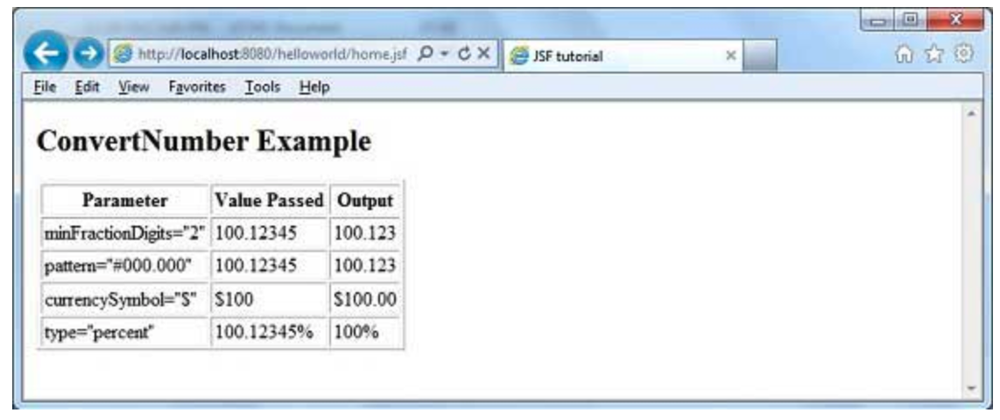 http://localhost:8080/helloworld/home.jsf
JSF tutorial
File Edit View Favorites Tools Help
ConvertNumber Example
Parameter Value Passed Output
minFractionDigits="2" 100.12345 100.123
pattern="#000.000" 100.12345 100.123
currencySymbol="$" $100 $100.00
type="percent" 100.12345% 100%